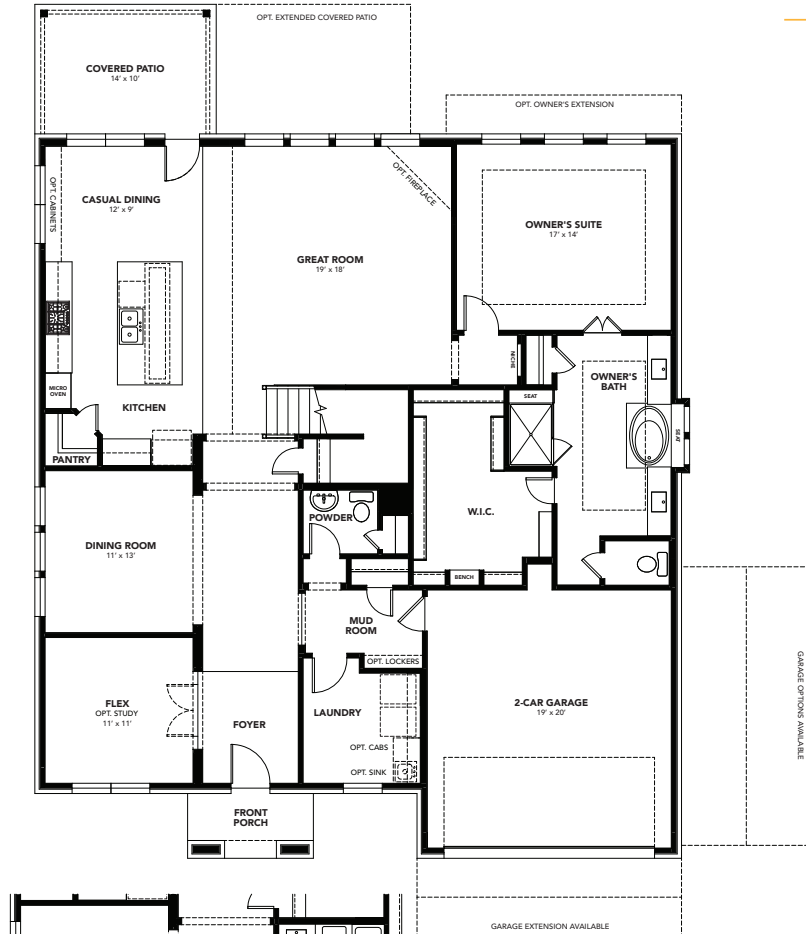 OPT. EXTENDED COVERED PATIO
COVERED PATIO
14' x 10'
OPT. OWNER'S EXTENSION
OPT. CABINETS
CASUAL DINING
12' x 9'
OPT. FIREPLACE
GREAT ROOM
19' x 18'
OWNER'S SUITE
17' x 14'
MICRO
OVEN
KITCHEN
NICHE
OWNER'S
BATH
SEAT
SEAT
PANTRY
W.I.C.
POWDER
DINING ROOM
11' x 13'
BENCH
MUD
ROOM
OPT. LOCKERS
FLEX
OPT. STUDY
11' x 11'
FOYER
LAUNDRY
OPT. CABS
OPT. SINK
2-CAR GARAGE
19' x 20'
GARAGE OPTIONS AVAILABLE
FRONT
PORCH
GARAGE EXTENSION AVAILABLE